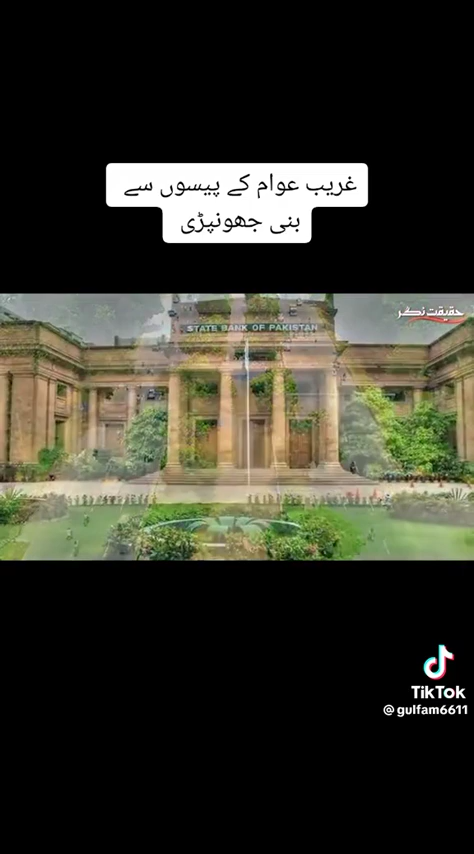 غریب عوام کے پیسوں سے
بنی جھونپڑی
STATE BANK OF PAKISTAN
حقیقت نگر
TikTok
@gulfam6611